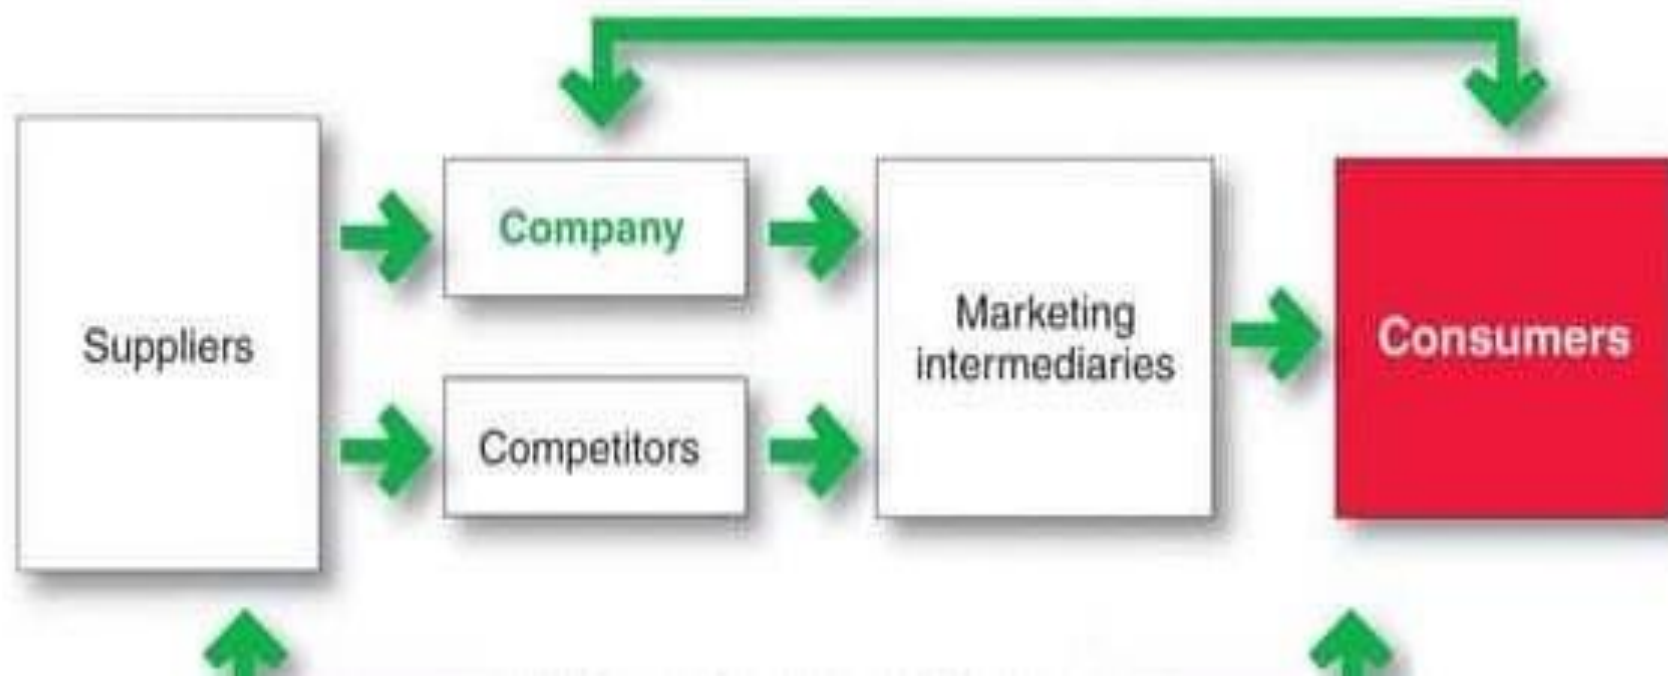 Suppliers
Company
Competitors
Marketing
intermediaries
Consumers